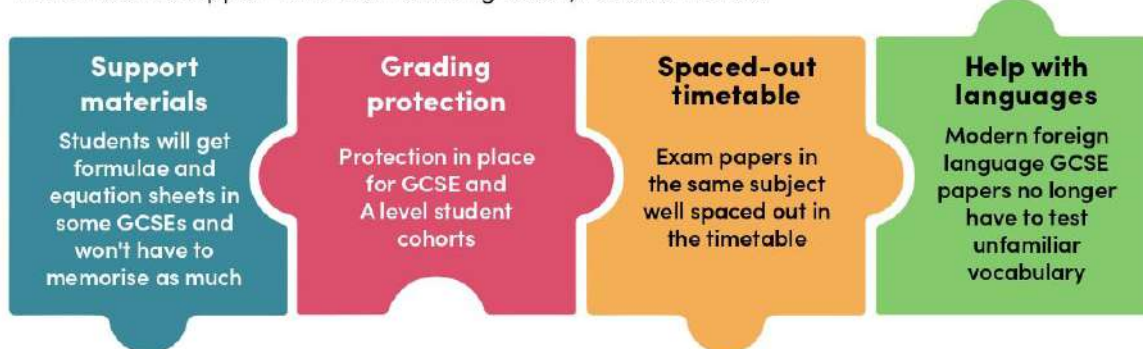 Support
materials
Students will get
formulae and
equation sheets in
some GCSEs and
won't have to
memorise as much
Grading
protection
Protection in place
for GCSE and
A level student
cohorts
Spaced-out
timetable
Exam papers in
the same subject
well spaced out in
the timetable
Help with
languages
Modern foreign
language GCSE
papers no longer
have to test
unfamiliar
vocabulary